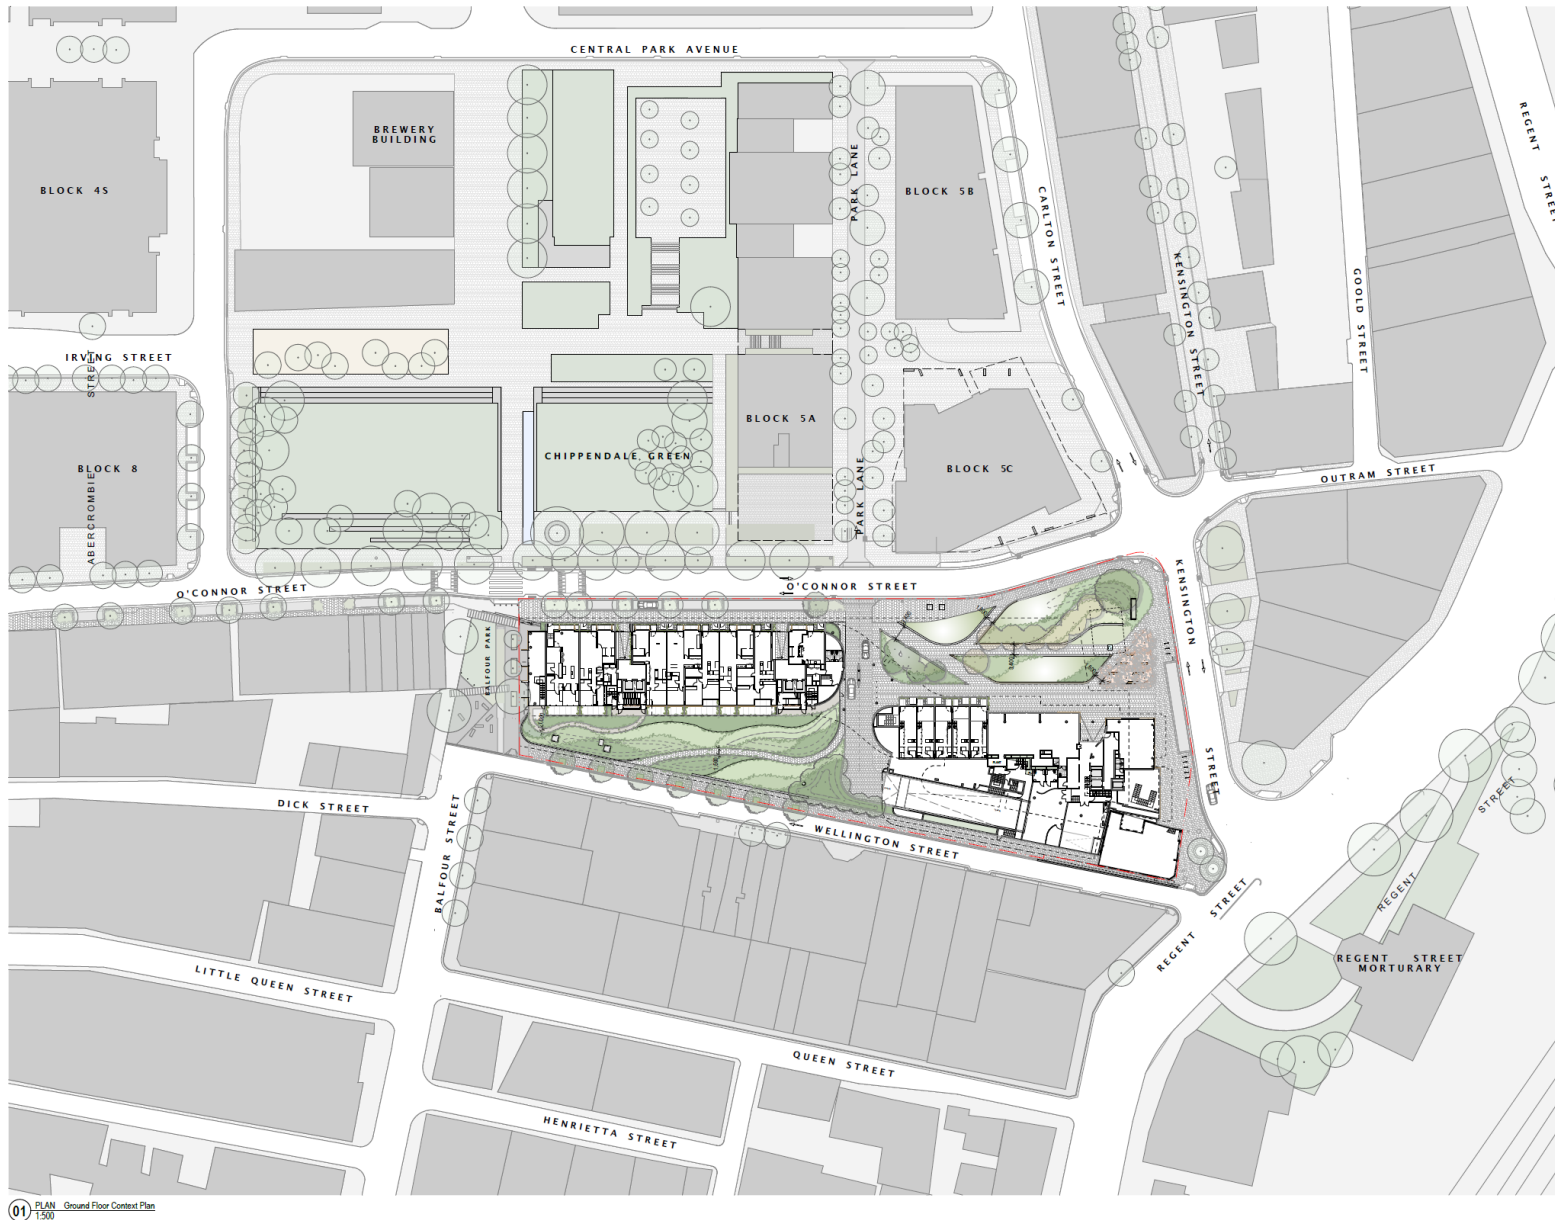 CENTRAL PARK AVENUE
BREWERY
BUILDING
REGENT STREET
BLOCK 4S
PARK LANE
BLOCK 5B
CARLTON STREET
KENSINGTON STREET
GOOLD STREET
IRVING STREET
STREET
BLOCK 5A
CHIPPENDALE GREEN
BLOCK 8
PARK LANE
BLOCK 5C
OUTRAM STREET
ABERCROMBIE
O'CONNOR STREET
O'CONNOR STREET
KENSINGTON
BALFOUR PARK
STREET
DICK STREET
BALFOUR STREET
WELLINGTON STREET
STREET
REGENT
REGENT STREET
REGENT STREET
MORTURARY
LITTLE QUEEN STREET
QUEEN STREET
HENRIETTA STREET
01
PLAN Ground Floor Context Plan
1:500